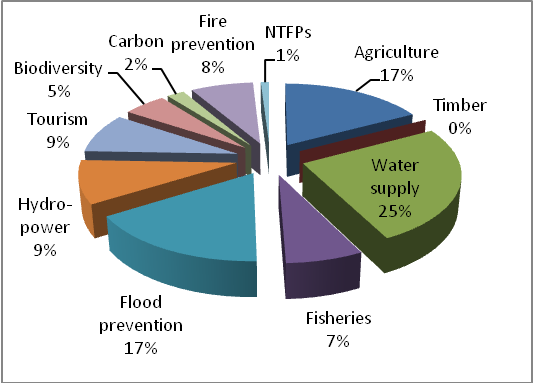 Agriculture
17%
Timber
0%
Water
supply
25%
Fisheries
7%
Flood
prevention
17%
Hydro-
power
9%
Tourism
9%
Biodiversity
5%
Carbon
2%
Fire
prevention
8%
NTFPs
1%